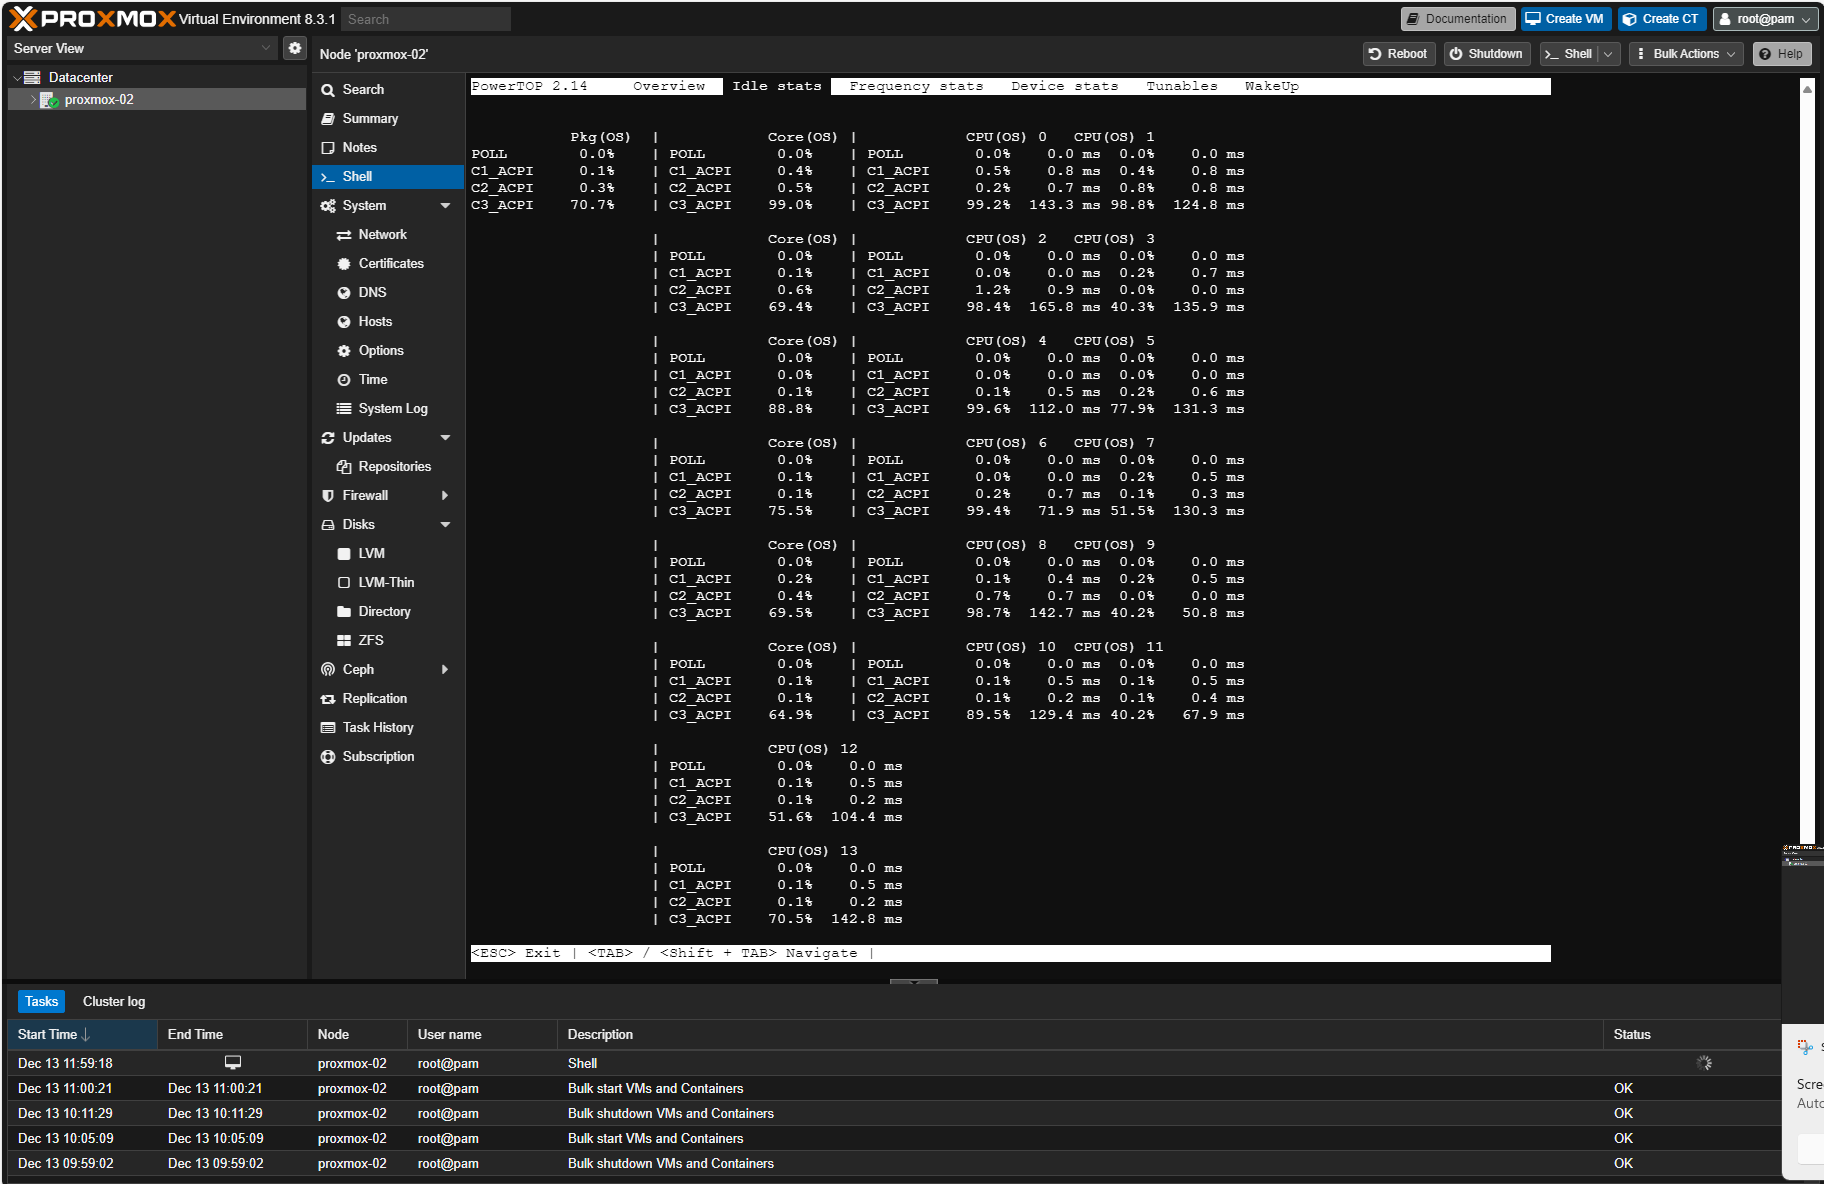 PROXMOX Virtual Environment 8.3.1 Search Documentation Create VM Create CT root@pam
Server View
Node 'proxmox-02' Reboot Shutdown >_ Shell Bulk Actions Help
Datacenter
proxmox-02
Search
Summary
Notes
>_ Shell
System
Network
Certificates
DNS
Hosts
Options
Time
System Log
Updates
Repositories
Firewall
Disks
LVM
LVM-Thin
Directory
ZFS
Ceph
Replication
Task History
Subscription
PowerTOP 2.14 Overview Idle stats Frequency stats Device stats Tunables WakeUp
Pkg(OS) | Core(OS) | CPU(OS) 0 CPU(OS) 1
POLL 0.0% | POLL 0.0% | POLL 0.0% 0.0 ms 0.0% 0.0 ms
C1_ACPI 0.1% | C1_ACPI 0.4% | C1_ACPI 0.5% 0.8 ms 0.4% 0.8 ms
C2_ACPI 0.3% | C2_ACPI 0.5% | C2_ACPI 0.2% 0.7 ms 0.8% 0.8 ms
C3_ACPI 70.7% | C3_ACPI 99.0% | C3_ACPI 99.2% 143.3 ms 98.8% 124.8 ms
| Core(OS) | CPU(OS) 2 CPU(OS) 3
| POLL 0.0% | POLL 0.0% 0.0 ms 0.0% 0.0 ms
| C1_ACPI 0.1% | C1_ACPI 0.0% 0.0 ms 0.2% 0.7 ms
| C2_ACPI 0.6% | C2_ACPI 1.2% 0.9 ms 0.0% 0.0 ms
| C3_ACPI 69.4% | C3_ACPI 98.4% 165.8 ms 40.3% 135.9 ms
| Core(OS) | CPU(OS) 4 CPU(OS) 5
| POLL 0.0% | POLL 0.0% 0.0 ms 0.0% 0.0 ms
| C1_ACPI 0.0% | C1_ACPI 0.0% 0.0 ms 0.0% 0.0 ms
| C2_ACPI 0.1% | C2_ACPI 0.1% 0.5 ms 0.2% 0.6 ms
| C3_ACPI 88.8% | C3_ACPI 99.6% 112.0 ms 77.9% 131.3 ms
| Core(OS) | CPU(OS) 6 CPU(OS) 7
| POLL 0.0% | POLL 0.0% 0.0 ms 0.0% 0.0 ms
| C1_ACPI 0.1% | C1_ACPI 0.0% 0.0 ms 0.2% 0.5 ms
| C2_ACPI 0.1% | C2_ACPI 0.2% 0.7 ms 0.1% 0.3 ms
| C3_ACPI 75.5% | C3_ACPI 99.4% 71.9 ms 51.5% 130.3 ms
| Core(OS) | CPU(OS) 8 CPU(OS) 9
| POLL 0.0% | POLL 0.0% 0.0 ms 0.0% 0.0 ms
| C1_ACPI 0.2% | C1_ACPI 0.1% 0.4 ms 0.2% 0.5 ms
| C2_ACPI 0.4% | C2_ACPI 0.7% 0.7 ms 0.0% 0.0 ms
| C3_ACPI 69.5% | C3_ACPI 98.7% 142.7 ms 40.2% 50.8 ms
| Core(OS) | CPU(OS) 10 CPU(OS) 11
| POLL 0.0% | POLL 0.0% 0.0 ms 0.0% 0.0 ms
| C1_ACPI 0.1% | C1_ACPI 0.1% 0.5 ms 0.1% 0.5 ms
| C2_ACPI 0.1% | C2_ACPI 0.1% 0.2 ms 0.1% 0.4 ms
| C3_ACPI 64.9% | C3_ACPI 89.5% 129.4 ms 40.2% 67.9 ms
| CPU(OS) 12
| POLL 0.0% 0.0 ms
| C1_ACPI 0.1% 0.5 ms
| C2_ACPI 0.1% 0.2 ms
| C3_ACPI 51.6% 104.4 ms
| CPU(OS) 13
| POLL 0.0% 0.0 ms
| C1_ACPI 0.1% 0.5 ms
| C2_ACPI 0.1% 0.2 ms
| C3_ACPI 70.5% 142.8 ms
<ESC> Exit | <TAB> / <Shift + TAB> Navigate |
Tasks Cluster log
Start Time ↓ End Time Node User name Description Status
Dec 13 11:59:18 proxmox-02 root@pam Shell
Dec 13 11:00:21 Dec 13 11:00:21 proxmox-02 root@pam Bulk start VMs and Containers OK
Dec 13 10:11:29 Dec 13 10:11:29 proxmox-02 root@pam Bulk shutdown VMs and Containers OK
Dec 13 10:05:09 Dec 13 10:05:09 proxmox-02 root@pam Bulk start VMs and Containers OK
Dec 13 09:59:02 Dec 13 09:59:02 proxmox-02 root@pam Bulk shutdown VMs and Containers OK
Scre
Auto